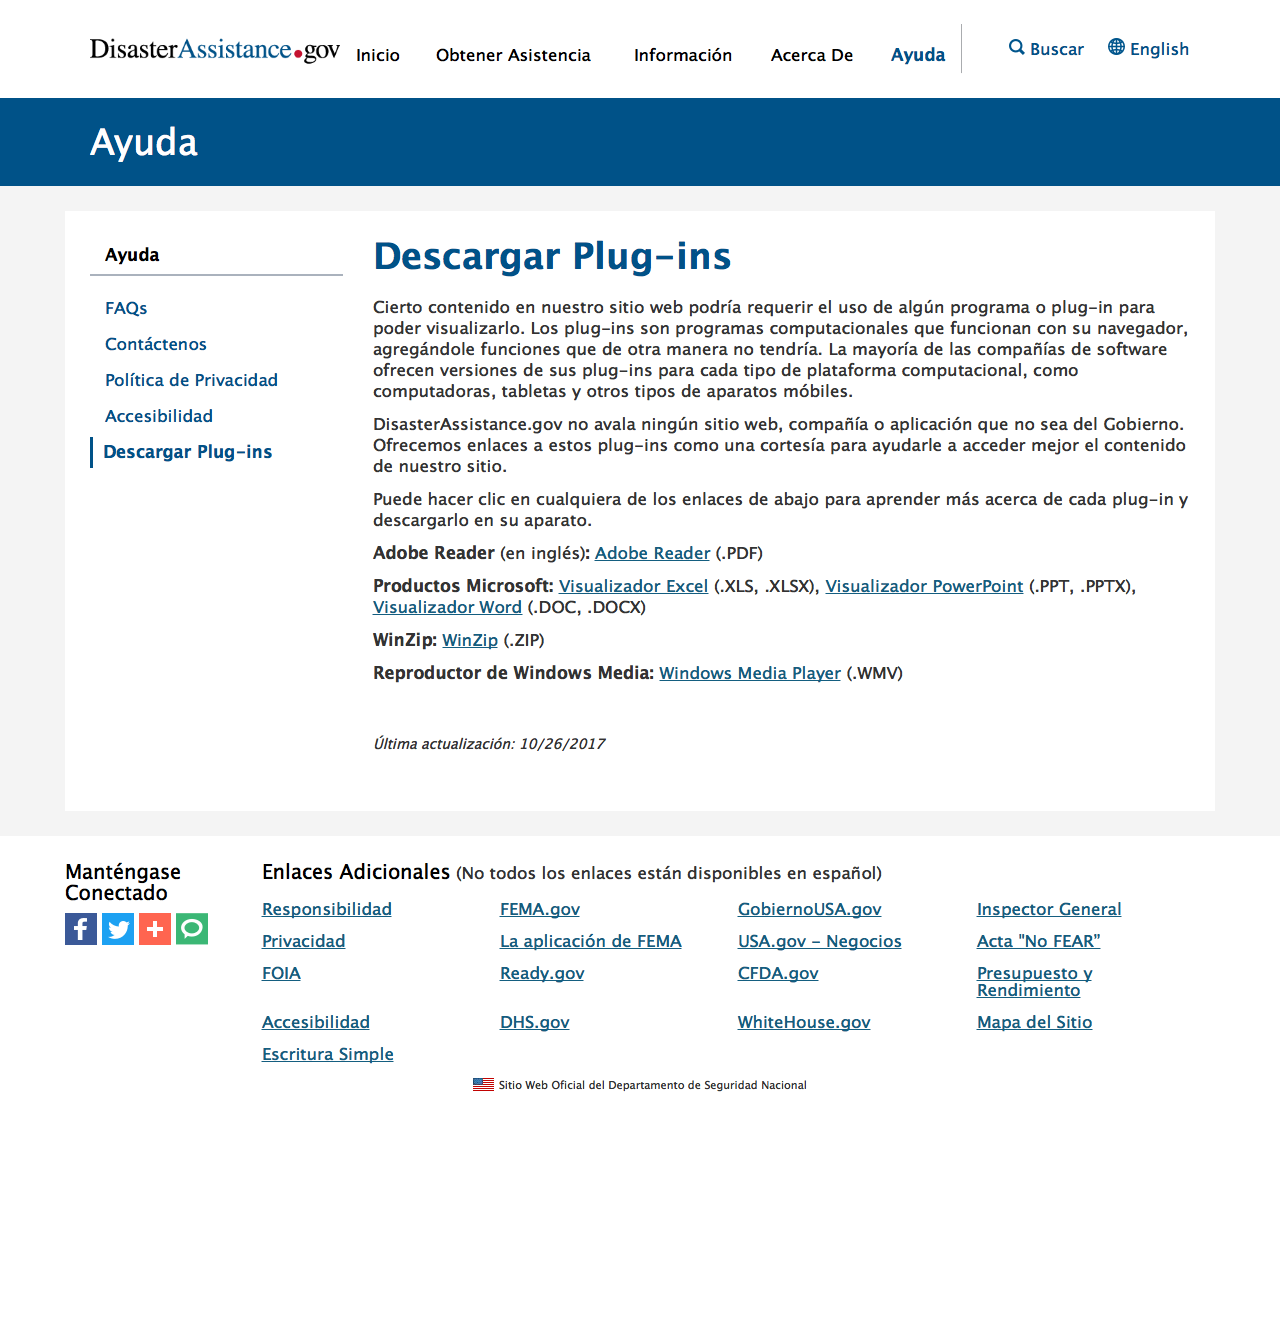 DisasterAssistance.gov
Inicio
Obtener Asistencia
Información
Acerca De
Ayuda
Buscar
English
Ayuda
Ayuda
FAQs
Contáctenos
Política de Privacidad
Accesibilidad
Descargar Plug-ins
Descargar Plug-ins
Cierto contenido en nuestro sitio web podría requerir el uso de algún programa o plug-in para
poder visualizarlo. Los plug-ins son programas computacionales que funcionan con su navegador,
agregándole funciones que de otra manera no tendría. La mayoría de las compañías de software
ofrecen versiones de sus plug-ins para cada tipo de plataforma computacional, como
computadoras, tabletas y otros tipos de aparatos móbiles.
DisasterAssistance.gov no avala ningún sitio web, compañía o aplicación que no sea del Gobierno.
Ofrecemos enlaces a estos plug-ins como una cortesía para ayudarle a acceder mejor el contenido
de nuestro sitio.
Puede hacer clic en cualquiera de los enlaces de abajo para aprender más acerca de cada plug-in y
descargarlo en su aparato.
Adobe Reader (en inglés): Adobe Reader (.PDF)
Productos Microsoft: Visualizador Excel (.XLS, .XLSX), Visualizador PowerPoint (.PPT, .PPTX),
Visualizador Word (.DOC, .DOCX)
WinZip: WinZip (.ZIP)
Reproductor de Windows Media: Windows Media Player (.WMV)
Última actualización: 10/26/2017
Manténgase
Conectado
Enlaces Adicionales (No todos los enlaces están disponibles en español)
Responsibilidad
FEMA.gov
GobiernoUSA.gov
Inspector General
Privacidad
La aplicación de FEMA
USA.gov – Negocios
Acta "No FEAR”
FOIA
Ready.gov
CFDA.gov
Presupuesto y
Rendimiento
Accesibilidad
DHS.gov
WhiteHouse.gov
Mapa del Sitio
Escritura Simple
Sitio Web Oficial del Departamento de Seguridad Nacional